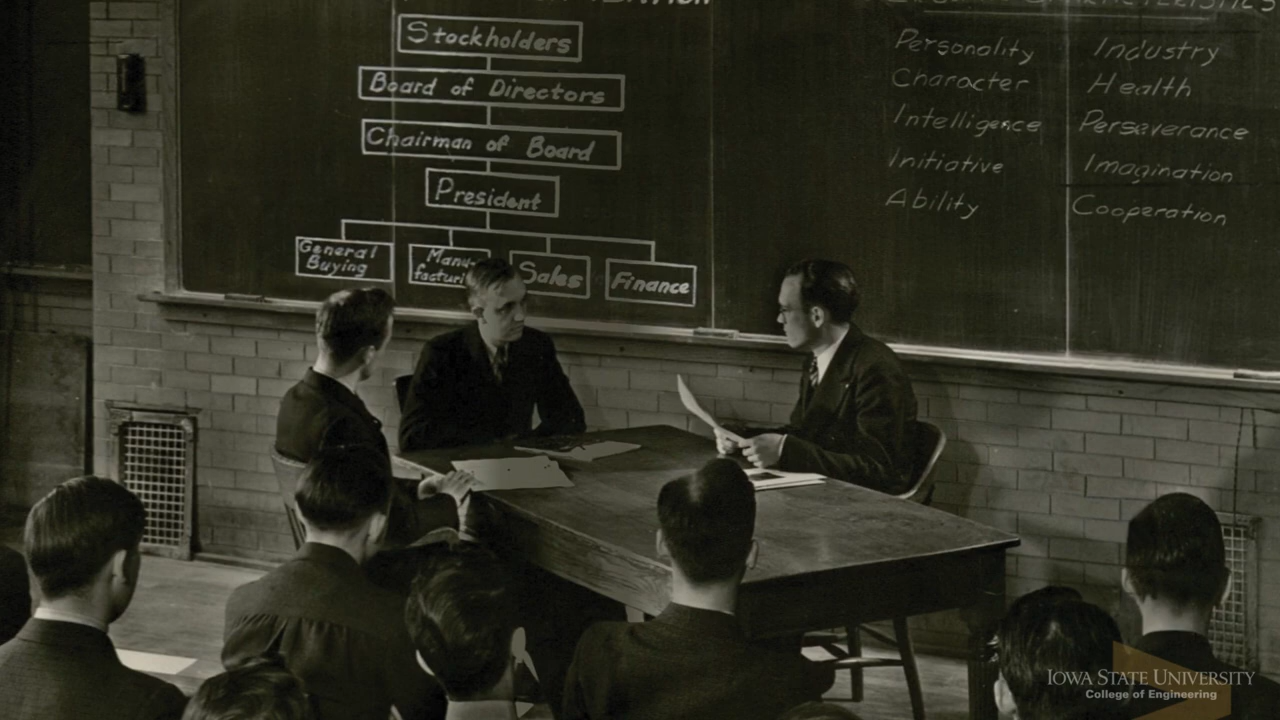 Stockholders
Board of Directors
Chairman of Board
President
General
Buying
Sales
Finance
Personality
Character
Intelligence
Initiative
Ability
Industry
Health
Perseverance
Imagination
Cooperation
IOWA STATE UNIVERSITY
College of Engineering